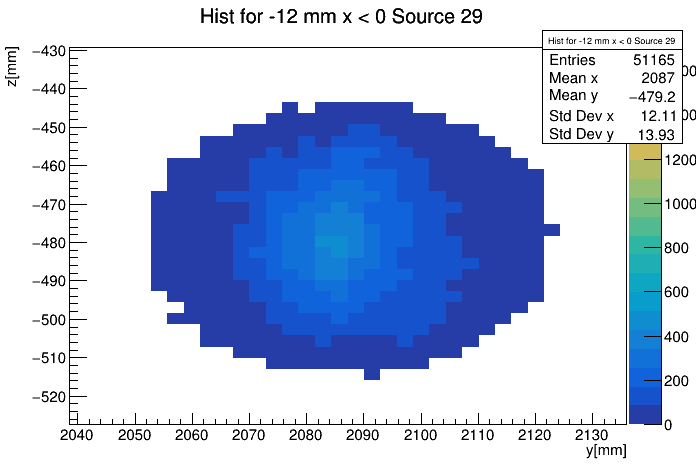 Hist for -12 mm x < 0 Source 29
Hist for -12 mm x < 0 Source 29
Entries 51165
Mean x 2087
Mean y −479.2
Std Dev x 12.11
Std Dev y 13.93
z[mm]
−430
−440
−450
−460
−470
−480
−490
−500
−510
−520
2040 2050 2060 2070 2080 2090 2100 2110 2120 2130
y[mm]
1200
1000
800
600
400
200
0